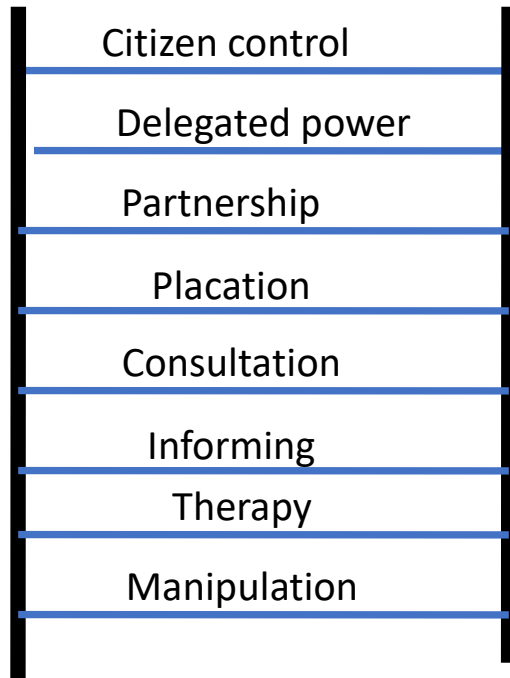 Citizen control
Delegated power
Partnership
Placation
Consultation
Informing
Therapy
Manipulation